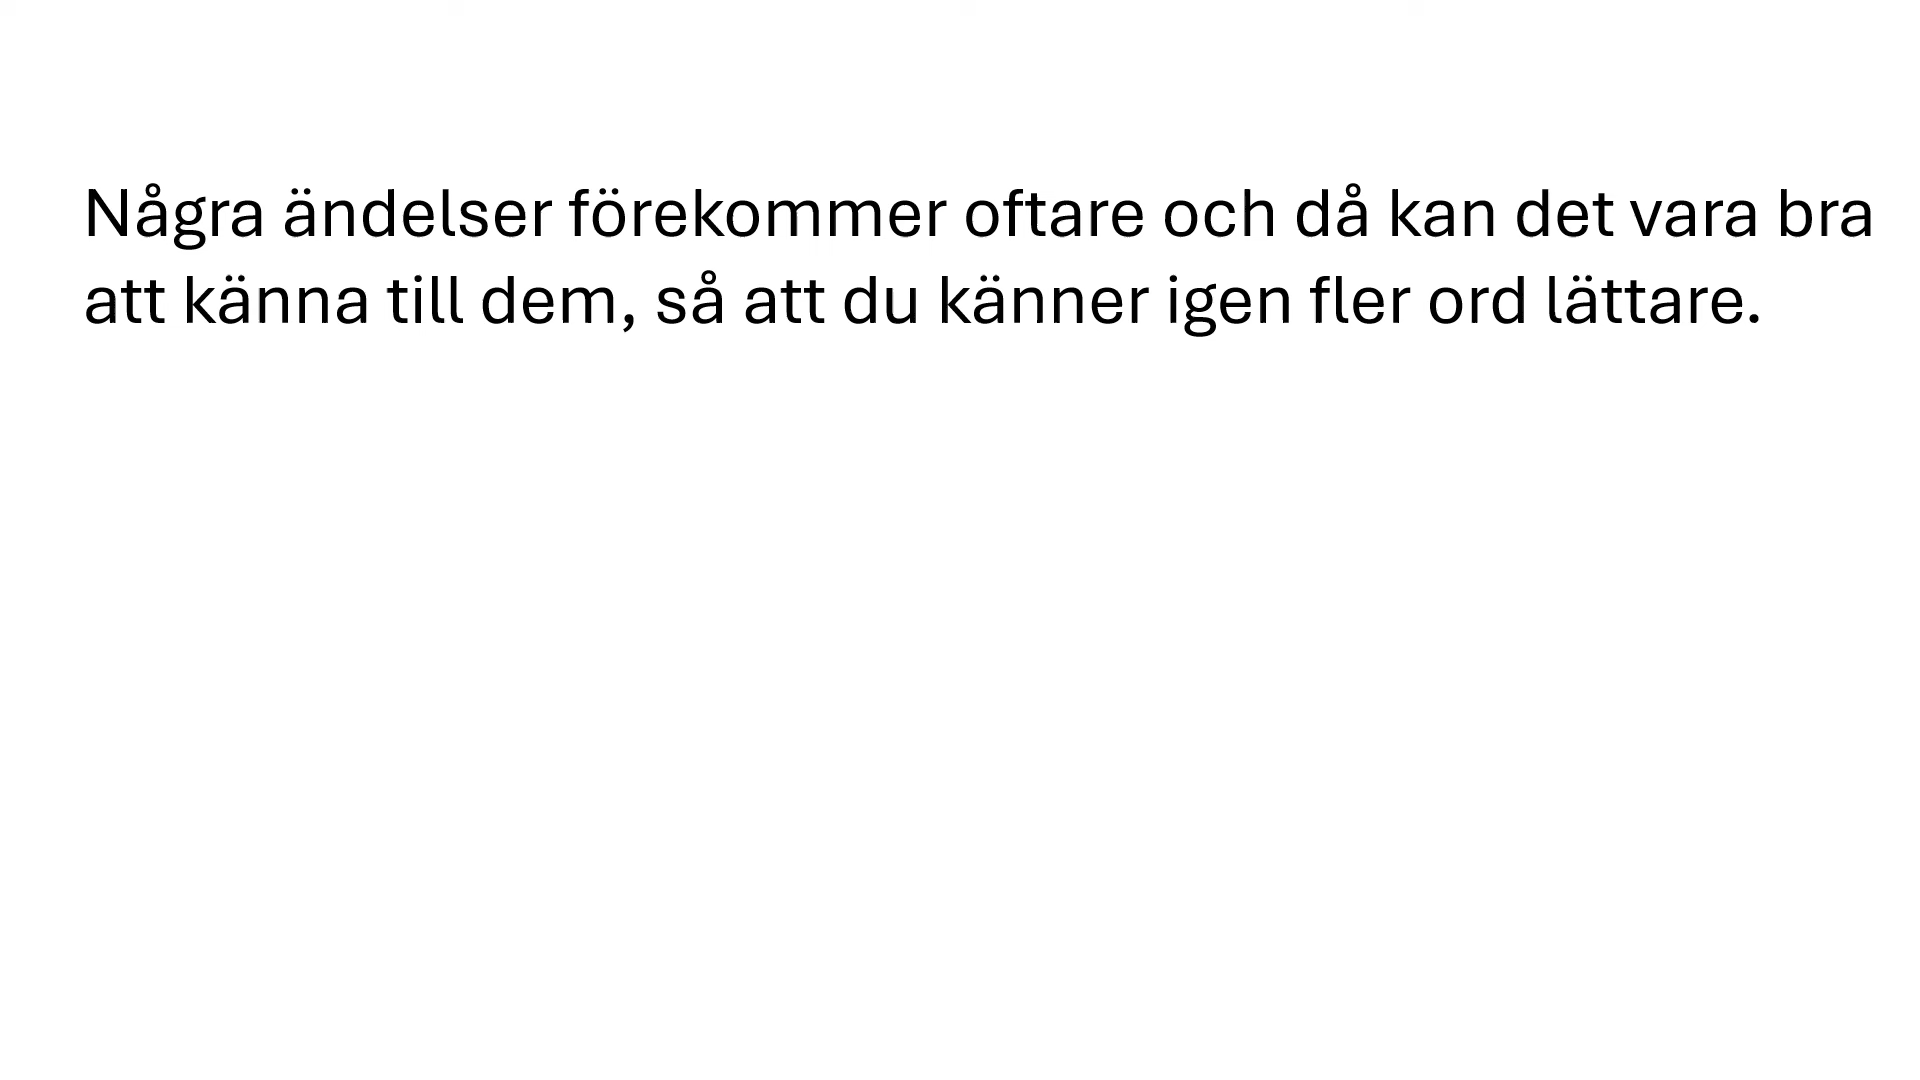 Några ändelser förekommer oftare och då kan det vara bra
att känna till dem, så att du känner igen fler ord lättare.